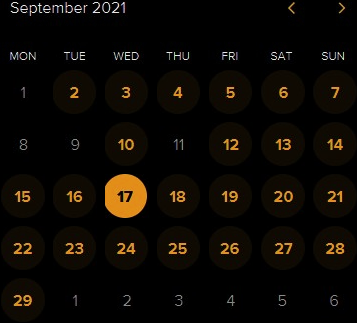 September 2021
MON TUE WED THU FRI SAT SUN
1 2 3 4 5 6 7
8 9 10 11 12 13 14
15 16 17 18 19 20 21
22 23 24 25 26 27 28
29 1 2 3 4 5 6